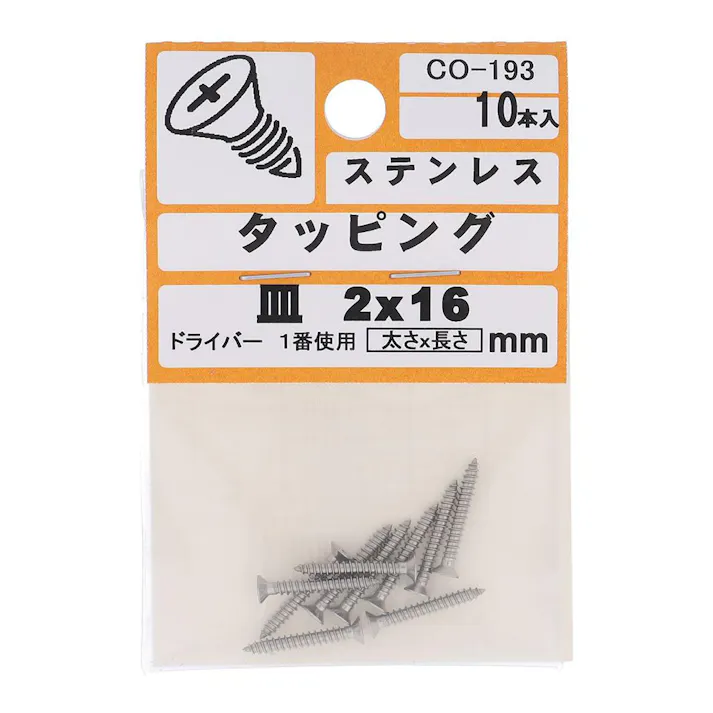 CO-193
10本入
ステンレス
タッピング
皿 2x16
ドライバー 1番使用 太さx長さ mm